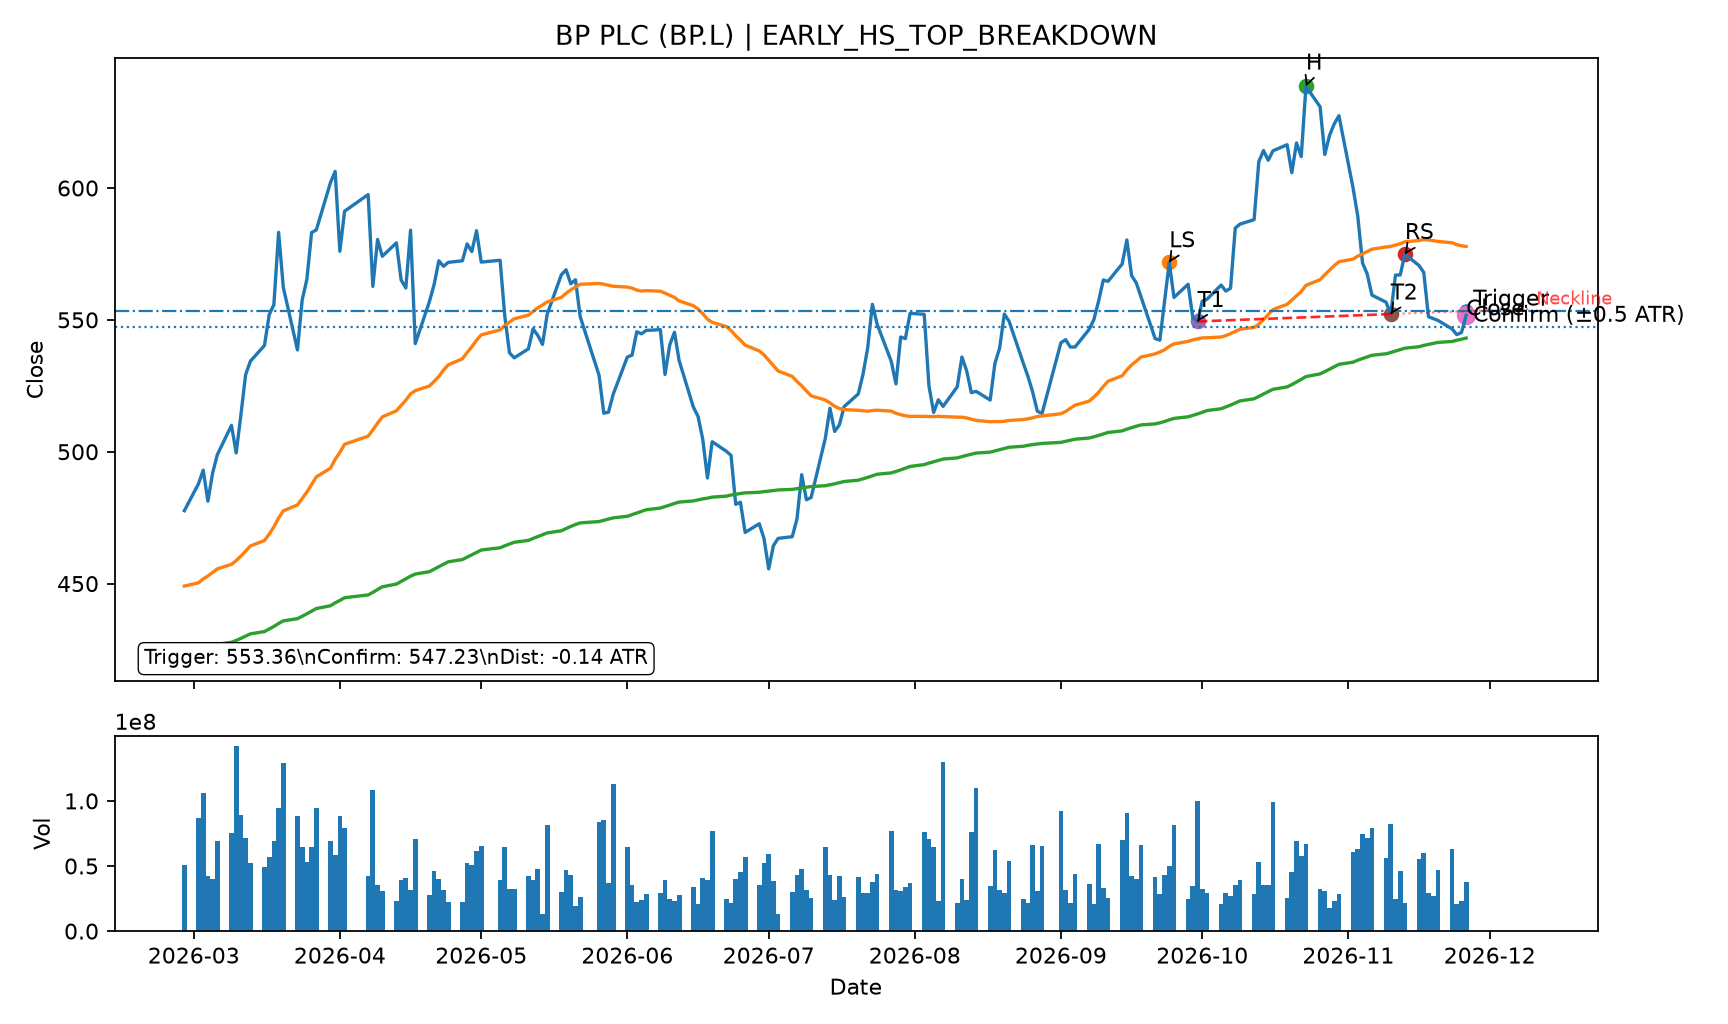 BP PLC (BP.L) | EARLY_HS_TOP_BREAKDOWN
H
600
LS
RS
T1
T2
Trigger
Neckline
Close
Confirm (±0.5 ATR)
550
500
450
Close
Trigger: 553.36\nConfirm: 547.23\nDist: -0.14 ATR
1e8
1.0
0.5
0.0
Vol
2026-03 2026-04 2026-05 2026-06 2026-07 2026-08 2026-09 2026-10 2026-11 2026-12
Date